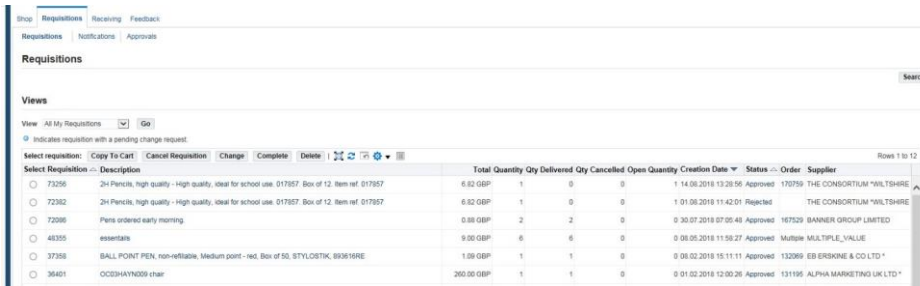 Shop Requisitions Receiving Feedback
Requisitions Notifications Approvals
Requisitions
Searc
Views
View All My Requisitions Go
Indicates requisition with a pending change request.
Select requisition: Copy To Cart Cancel Requisition Change Complete Delete Rows 1 to 12
Select Requisition Description Total Quantity Qty Delivered Qty Cancelled Open Quantity Creation Date Status Order Supplier
73256 2H Pencils, high quality - High quality, ideal for school use. 017857. Box of 12. Item ref. 017857 6.82 GBP 1 0 0 1 14.08.2018 13:28:56 Approved 170759 THE CONSORTIUM *WILTSHIRE
72382 2H Pencils, high quality - High quality, ideal for school use. 017857. Box of 12. Item ref. 017857 6.82 GBP 1 0 0 1 01.08.2018 11:42:01 Rejected THE CONSORTIUM *WILTSHIRE
72086 Pens ordered early morning. 0.88 GBP 2 2 0 0 30.07.2018 07:05:48 Approved 167529 BANNER GROUP LIMITED
48355 essentails 9.00 GBP 6 6 0 0 08.05.2018 11:58:27 Approved Multiple MULTIPLE_VALUE
37358 BALL POINT PEN, non-refillable, Medium point - red, Box of 50, STYLOSTIK, 893616RE 1.09 GBP 1 1 0 0 08.02.2018 15:11:11 Approved 132069 EB ERSKINE & CO LTD *
36401 OC03HAYN009 chair 260.00 GBP 1 1 0 0 01.02.2018 12:00:26 Approved 131195 ALPHA MARKETING UK LTD *